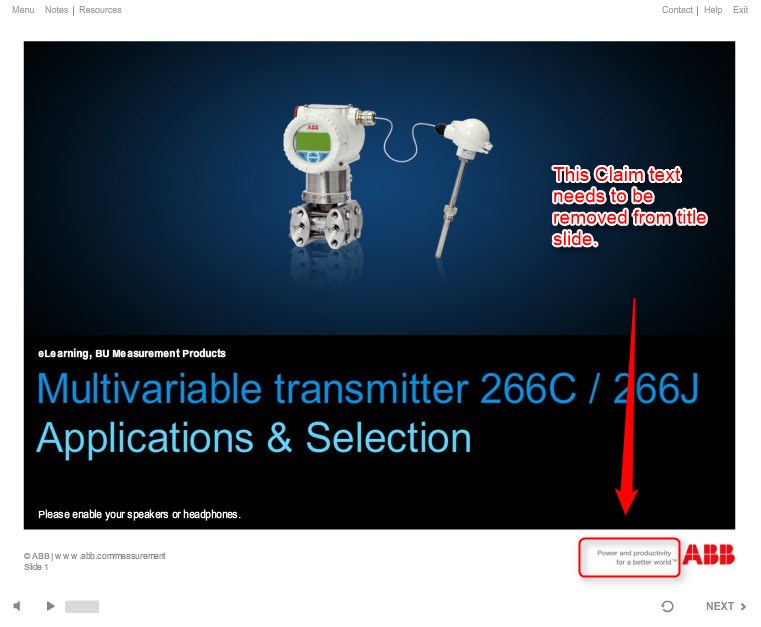 Menu Notes | Resources
Contact | Help Exit
ABB
This Claim text
needs to be
removed from title
slide.
eLearning, BU Measurement Products
Multivariable transmitter 266C / 266J
Applications & Selection
Please enable your speakers or headphones.
© ABB | www.abb.com/measurement
Slide 1
Power and productivity
for a better world™
ABB
NEXT